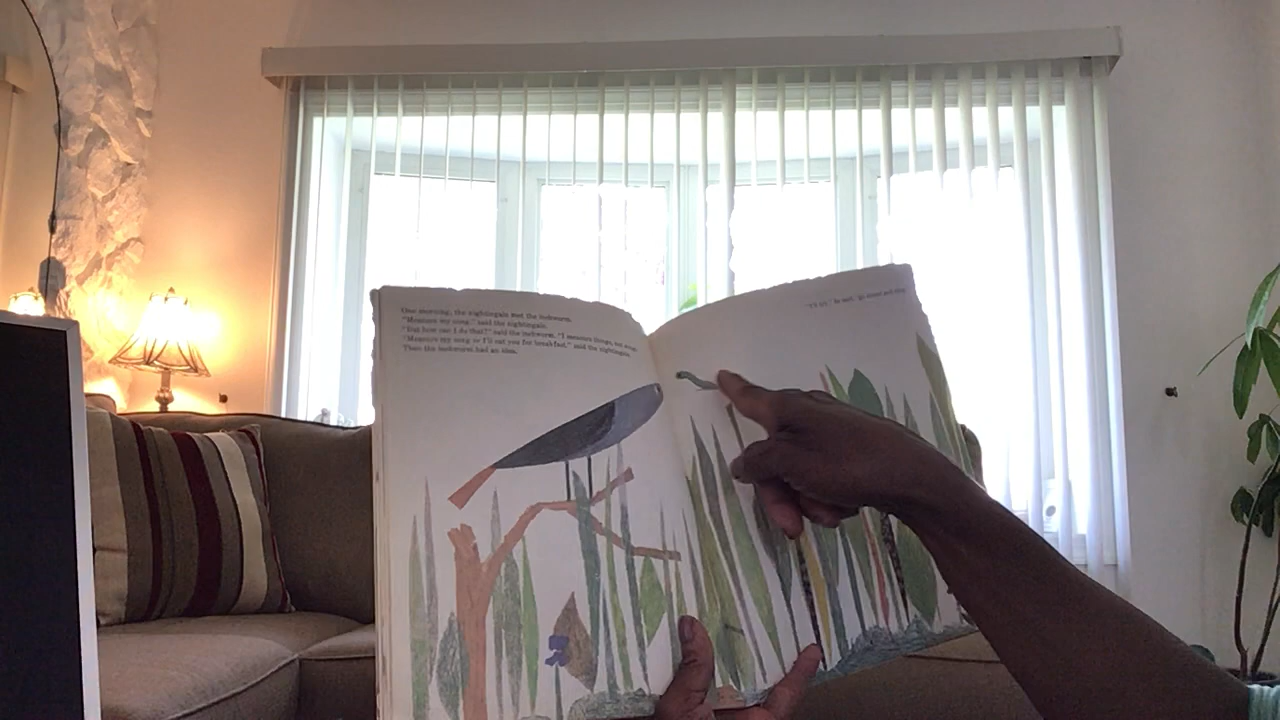 One morning, the nightingale met the inchworm.
"Measure my song," said the nightingale.
"But how can I do that?" said the inchworm. "I measure things, not songs."
"Measure my song or I'll eat you for breakfast," said the nightingale.
Then the inchworm had an idea.
"I'll try," he said, "go ahead and sing."